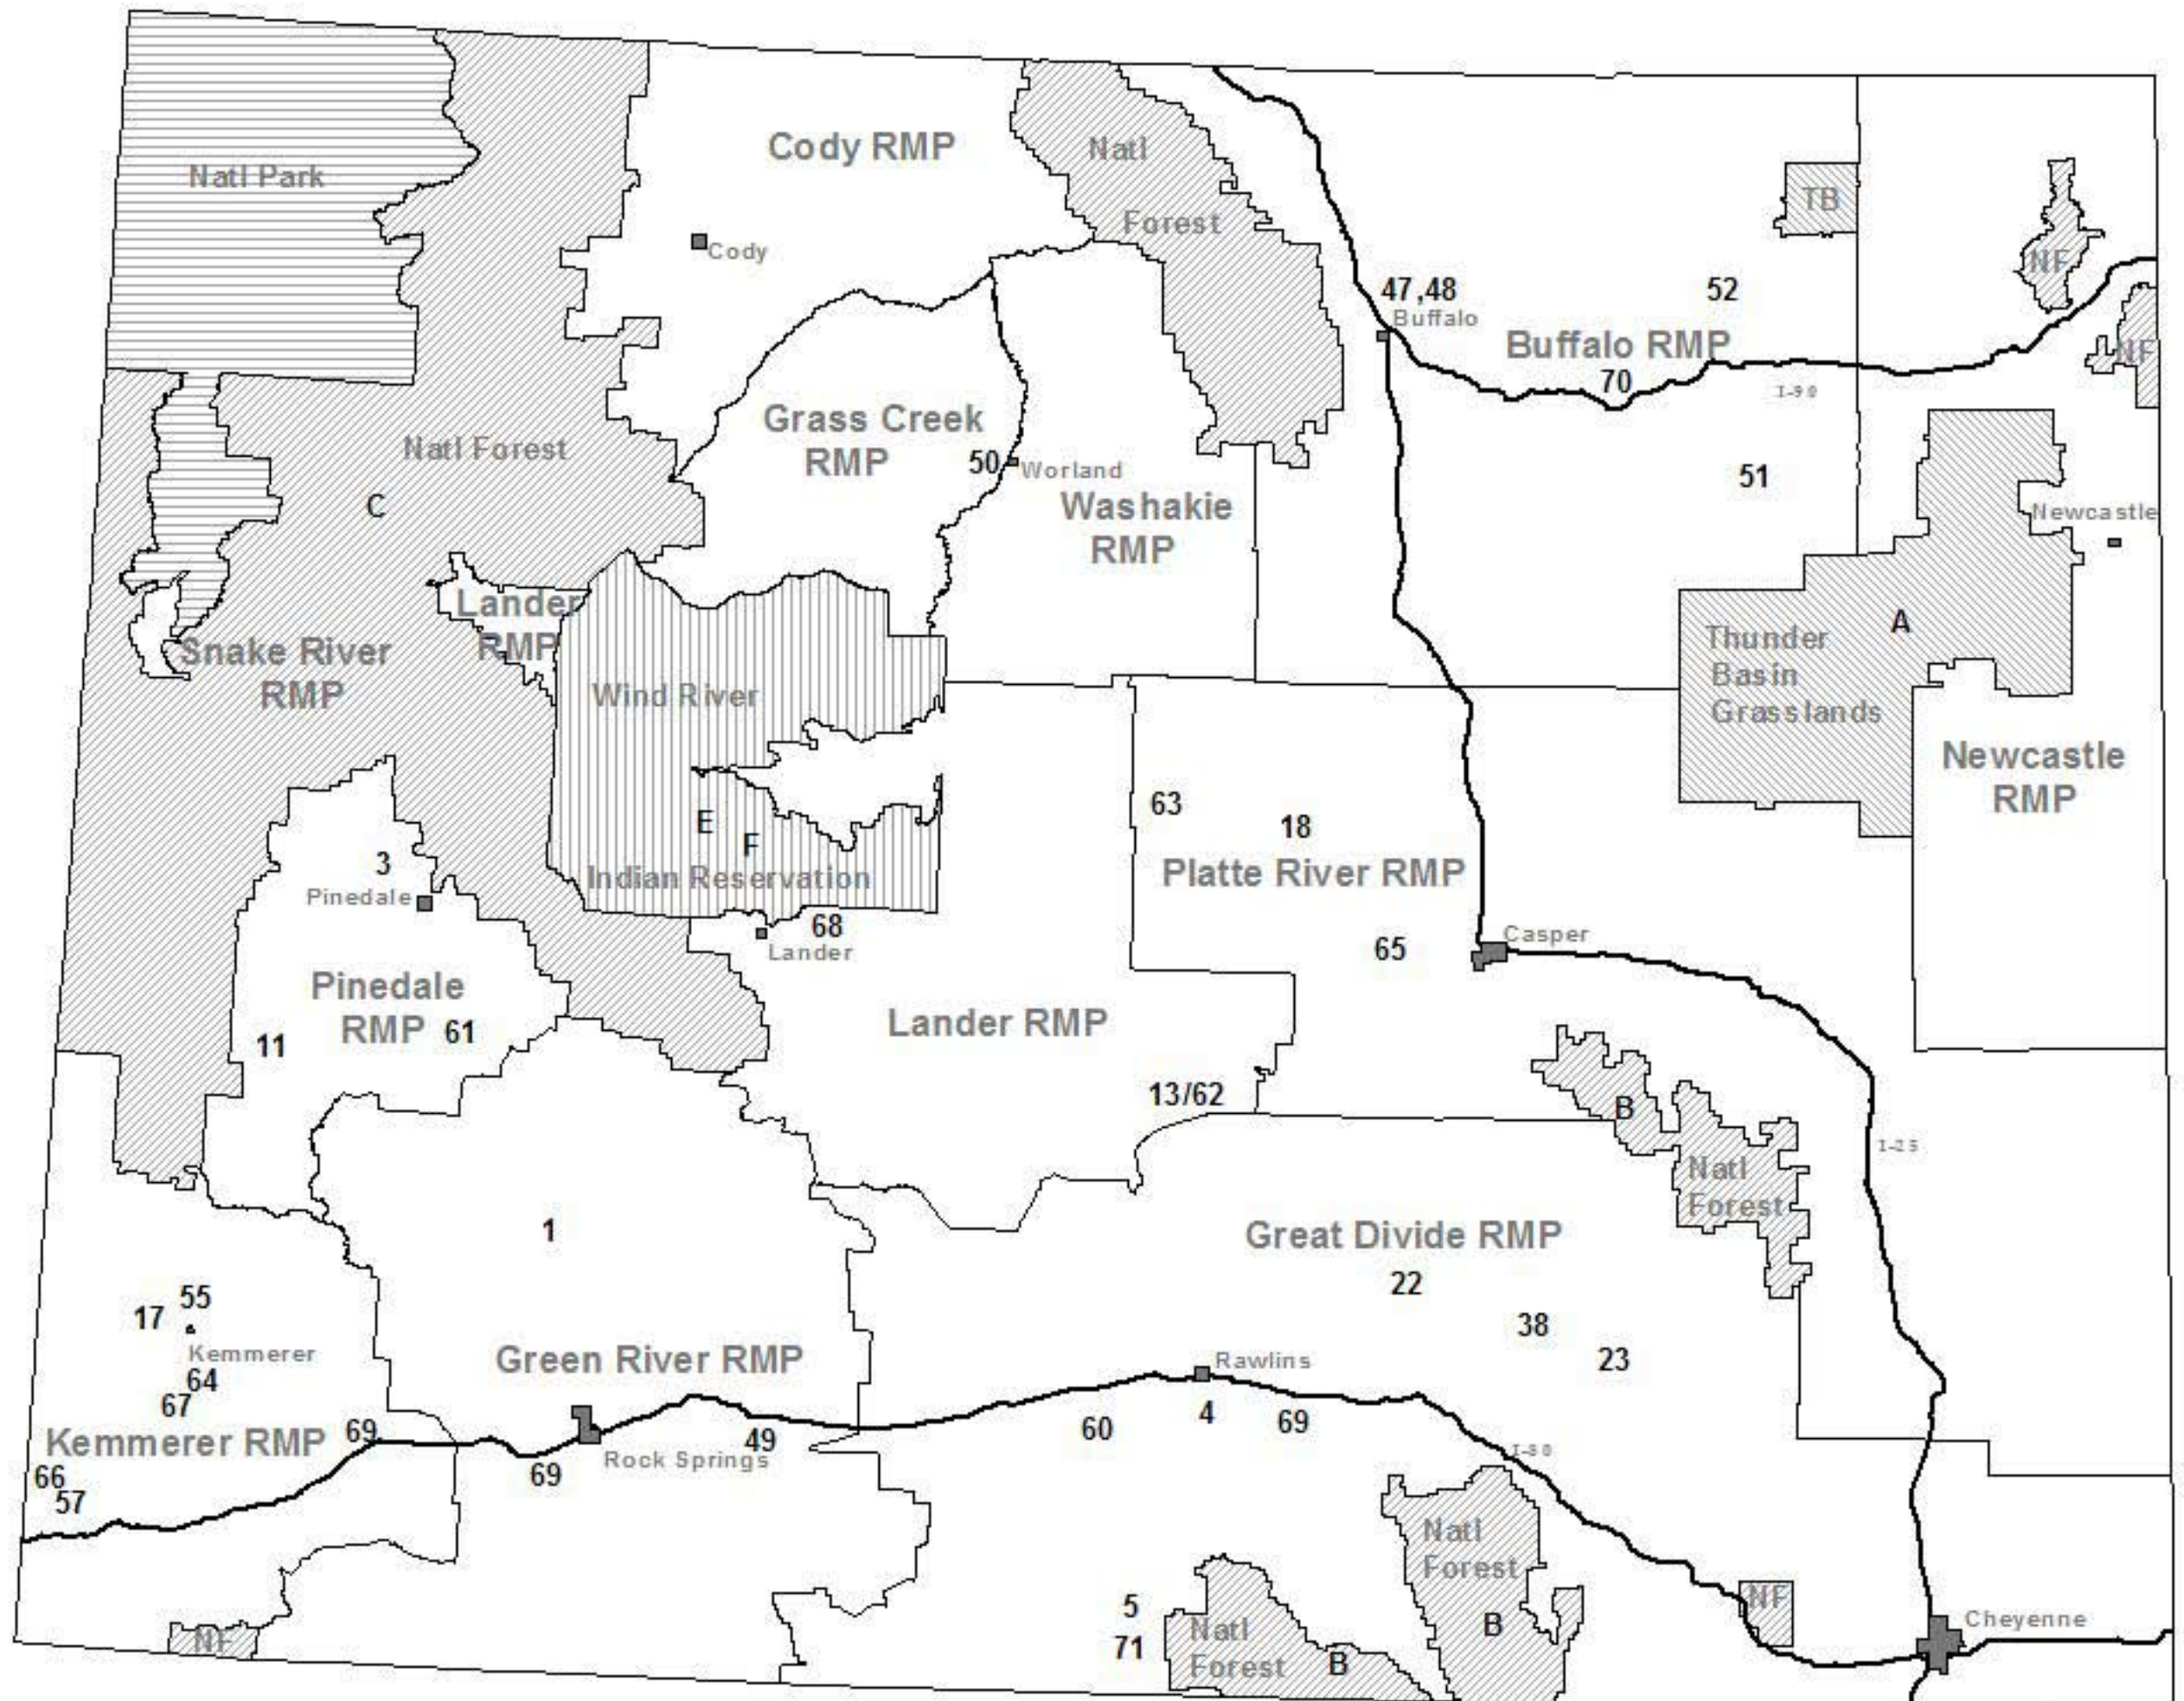 Cody RMP
Natl
Forest
Natl Park
TB
Cody
NF
47,48
52
Buffalo
Buffalo RMP
NF
70
I-90
Grass Creek
RMP
Natl Forest
50
Worland
51
C
Washakie
RMP
Newcastle
Lander
RMP
A
Thunder
Basin
Grasslands
Snake River
RMP
Wind River
Newcastle
RMP
63
18
E
F
3
Platte River RMP
Indian Reservation
Pinedale
68
Lander
65
Casper
Pinedale
RMP
61
11
Lander RMP
13/62
B
I-25
Natl
Forest
1
Great Divide RMP
22
55
17
38
Kemmerer
Green River RMP
Rawlins
23
64
67
4
69
60
69
49
Kemmerer RMP
I-80
Rock Springs
69
66
57
Natl
Forest
NF
5
B
Cheyenne
Natl
Forest
71
B
NF